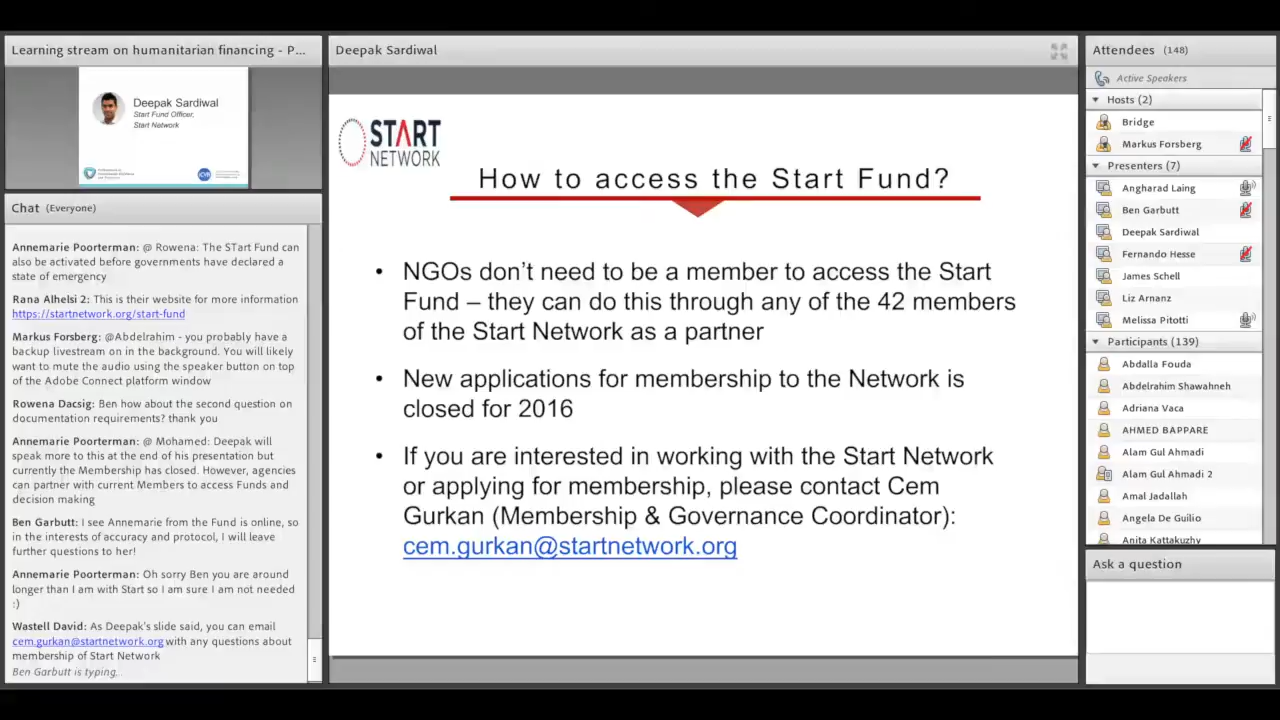 Learning stream on humanitarian financing - P...
Deepak Sardiwal
Start Fund Officer,
Start Network
Chat (Everyone)
Annemarie Poorterman: @ Rowena: The STart Fund can
also be activated before governments have declared a
state of emergency
Rana Alhelsi 2: This is their website for more information
https://startnetwork.org/start-fund
Markus Forsberg: @Abdelrahim - you probably have a
backup livestream on in the background. You will likely
want to mute the audio using the speaker button on top
of the Adobe Connect platform window
Rowena Dacsig: Ben how about the second question on
documentation requirements? thank you
Annemarie Poorterman: @ Mohamed: Deepak will
speak more to this at the end of his presentation but
currently the Membership has closed. However, agencies
can partner with current Members to access Funds and
decision making
Ben Garbutt: I see Annemarie from the Fund is online, so
in the interests of accuracy and protocol, I will leave
further questions to her!
Annemarie Poorterman: Oh sorry Ben you are around
longer than I am with Start so I am sure I am not needed
:)
Wastell David: As Deepak's slide said, you can email
cem.gurkan@startnetwork.org with any questions about
membership of Start Network
Ben Garbutt is typing...
Deepak Sardiwal
START
NETWORK
How to access the Start Fund?
• NGOs don't need to be a member to access the Start
Fund – they can do this through any of the 42 members
of the Start Network as a partner
• New applications for membership to the Network is
closed for 2016
• If you are interested in working with the Start Network
or applying for membership, please contact Cem
Gurkan (Membership & Governance Coordinator):
cem.gurkan@startnetwork.org
Attendees (148)
Active Speakers
Hosts (2)
Bridge
Markus Forsberg
Presenters (7)
Angharad Laing
Ben Garbutt
Deepak Sardiwal
Fernando Hesse
James Schell
Liz Arnanz
Melissa Pitotti
Participants (139)
Abdalla Fouda
Abdelrahim Shawahneh
Adriana Vaca
AHMED BAPPARE
Alam Gul Ahmadi
Alam Gul Ahmadi 2
Amal Jadallah
Angela De Guilio
Anita Kattakuzhy
Ask a question